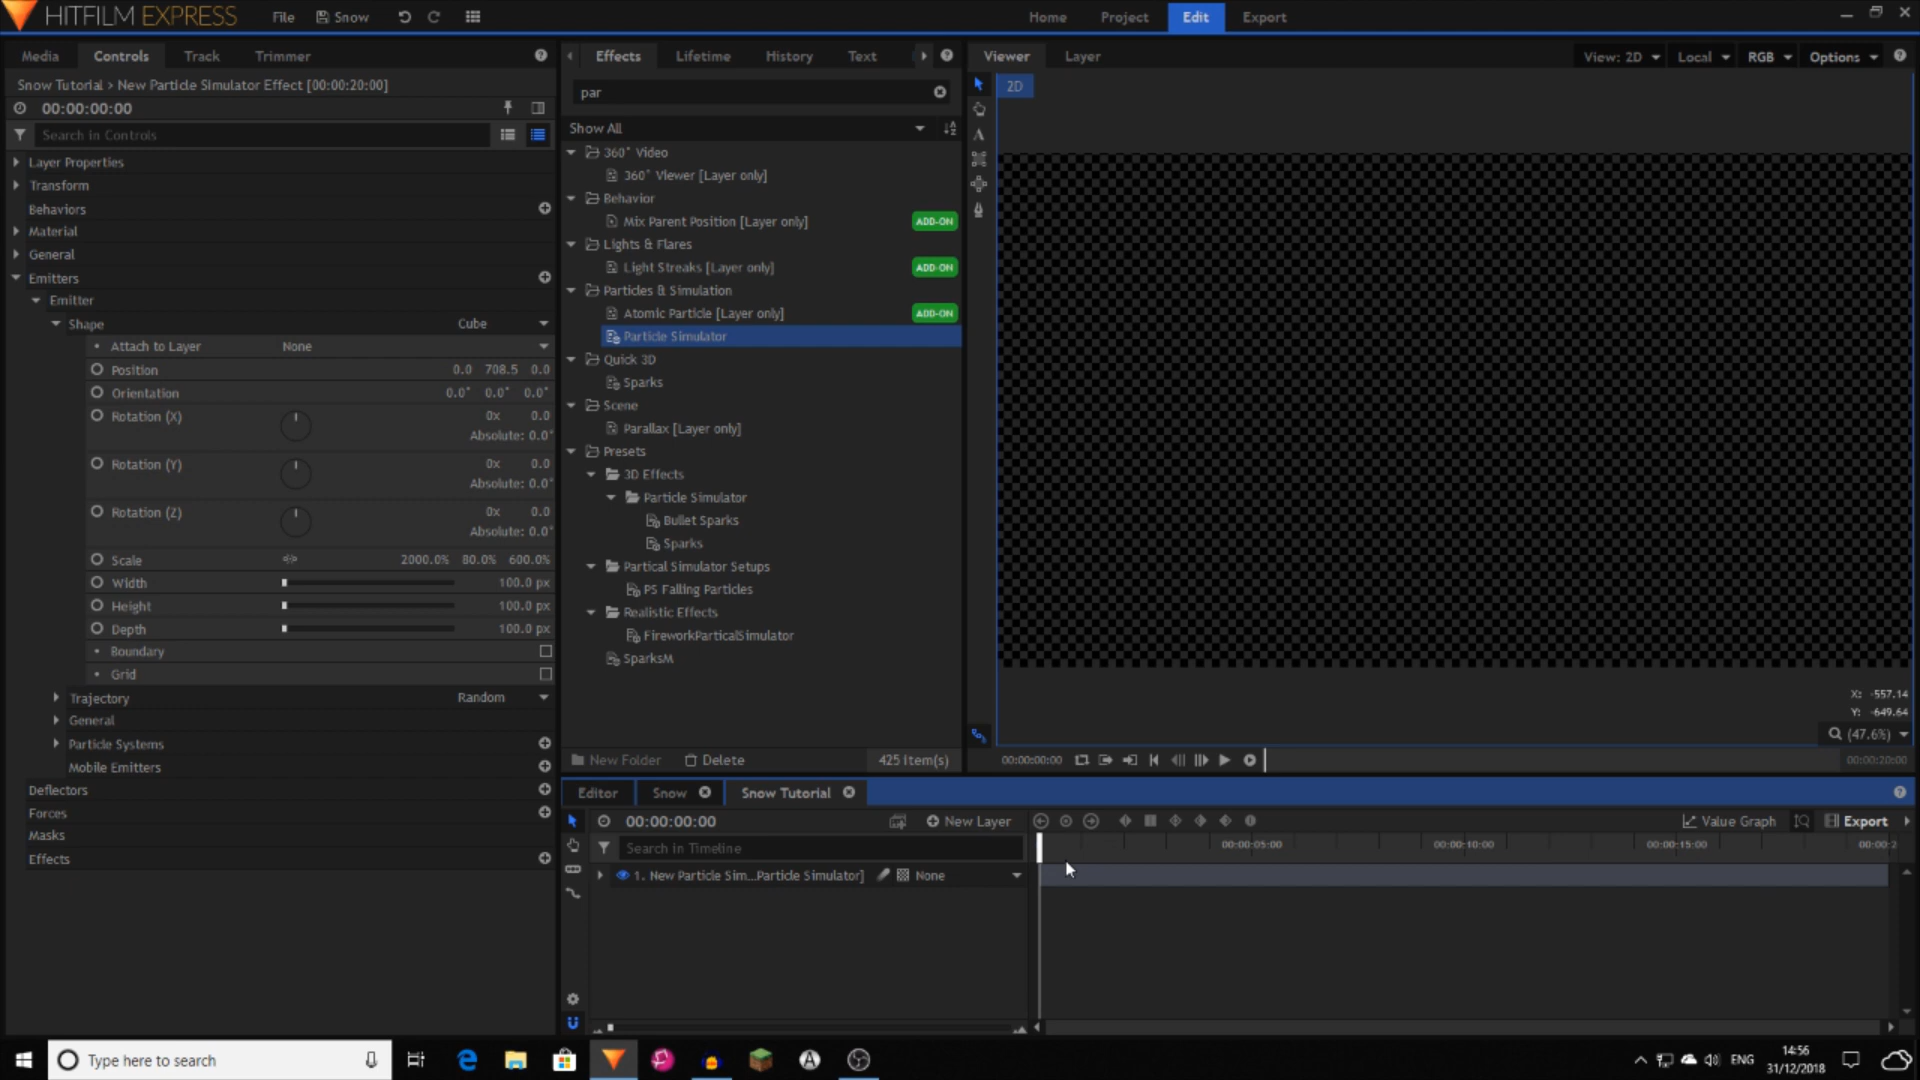 HITFILM EXPRESS
File
Snow
Home
Project
Edit
Export
Media
Controls
Track
Trimmer
Snow Tutorial > New Particle Simulator Effect [00:00:20:00]
00:00:00:00
Search in Controls
Layer Properties
Transform
Behaviors
Material
General
Emitters
Emitter
Shape Cube
Attach to Layer None
Position 0.0 708.5 0.0
Orientation 0.0° 0.0° 0.0°
Rotation (X) 0x 0.0
Absolute: 0.0°
Rotation (Y) 0x 0.0
Absolute: 0.0°
Rotation (Z) 0x 0.0
Absolute: 0.0°
Scale 2000.0% 80.0% 600.0%
Width 100.0 px
Height 100.0 px
Depth 100.0 px
Boundary
Grid
Trajectory Random
General
Particle Systems
Mobile Emitters
Deflectors
Forces
Masks
Effects
Effects
Lifetime
History
Text
par
Show All
360° Video
360° Viewer [Layer only]
Behavior
Mix Parent Position [Layer only] ADD-ON
Lights & Flares
Light Streaks [Layer only] ADD-ON
Particles & Simulation
Atomic Particle [Layer only] ADD-ON
Particle Simulator
Quick 3D
Sparks
Scene
Parallax [Layer only]
Presets
3D Effects
Particle Simulator
Bullet Sparks
Sparks
Partical Simulator Setups
PS Falling Particles
Realistic Effects
FireworkParticalSimulator
SparksM
New Folder
Delete
425 Item(s)
Viewer
Layer
View: 2D
Local
RGB
Options
2D
X: -557.14
Y: -649.64
(47.6%)
00:00:00:00
00:00:20:00
Editor
Snow
Snow Tutorial
00:00:00:00
New Layer
Value Graph
Export
Search in Timeline
00:00:05:00
00:00:10:00
00:00:15:00
00:00:2
1. New Particle Sim...Particle Simulator]
None
Type here to search
ENG
14:56
31/12/2018